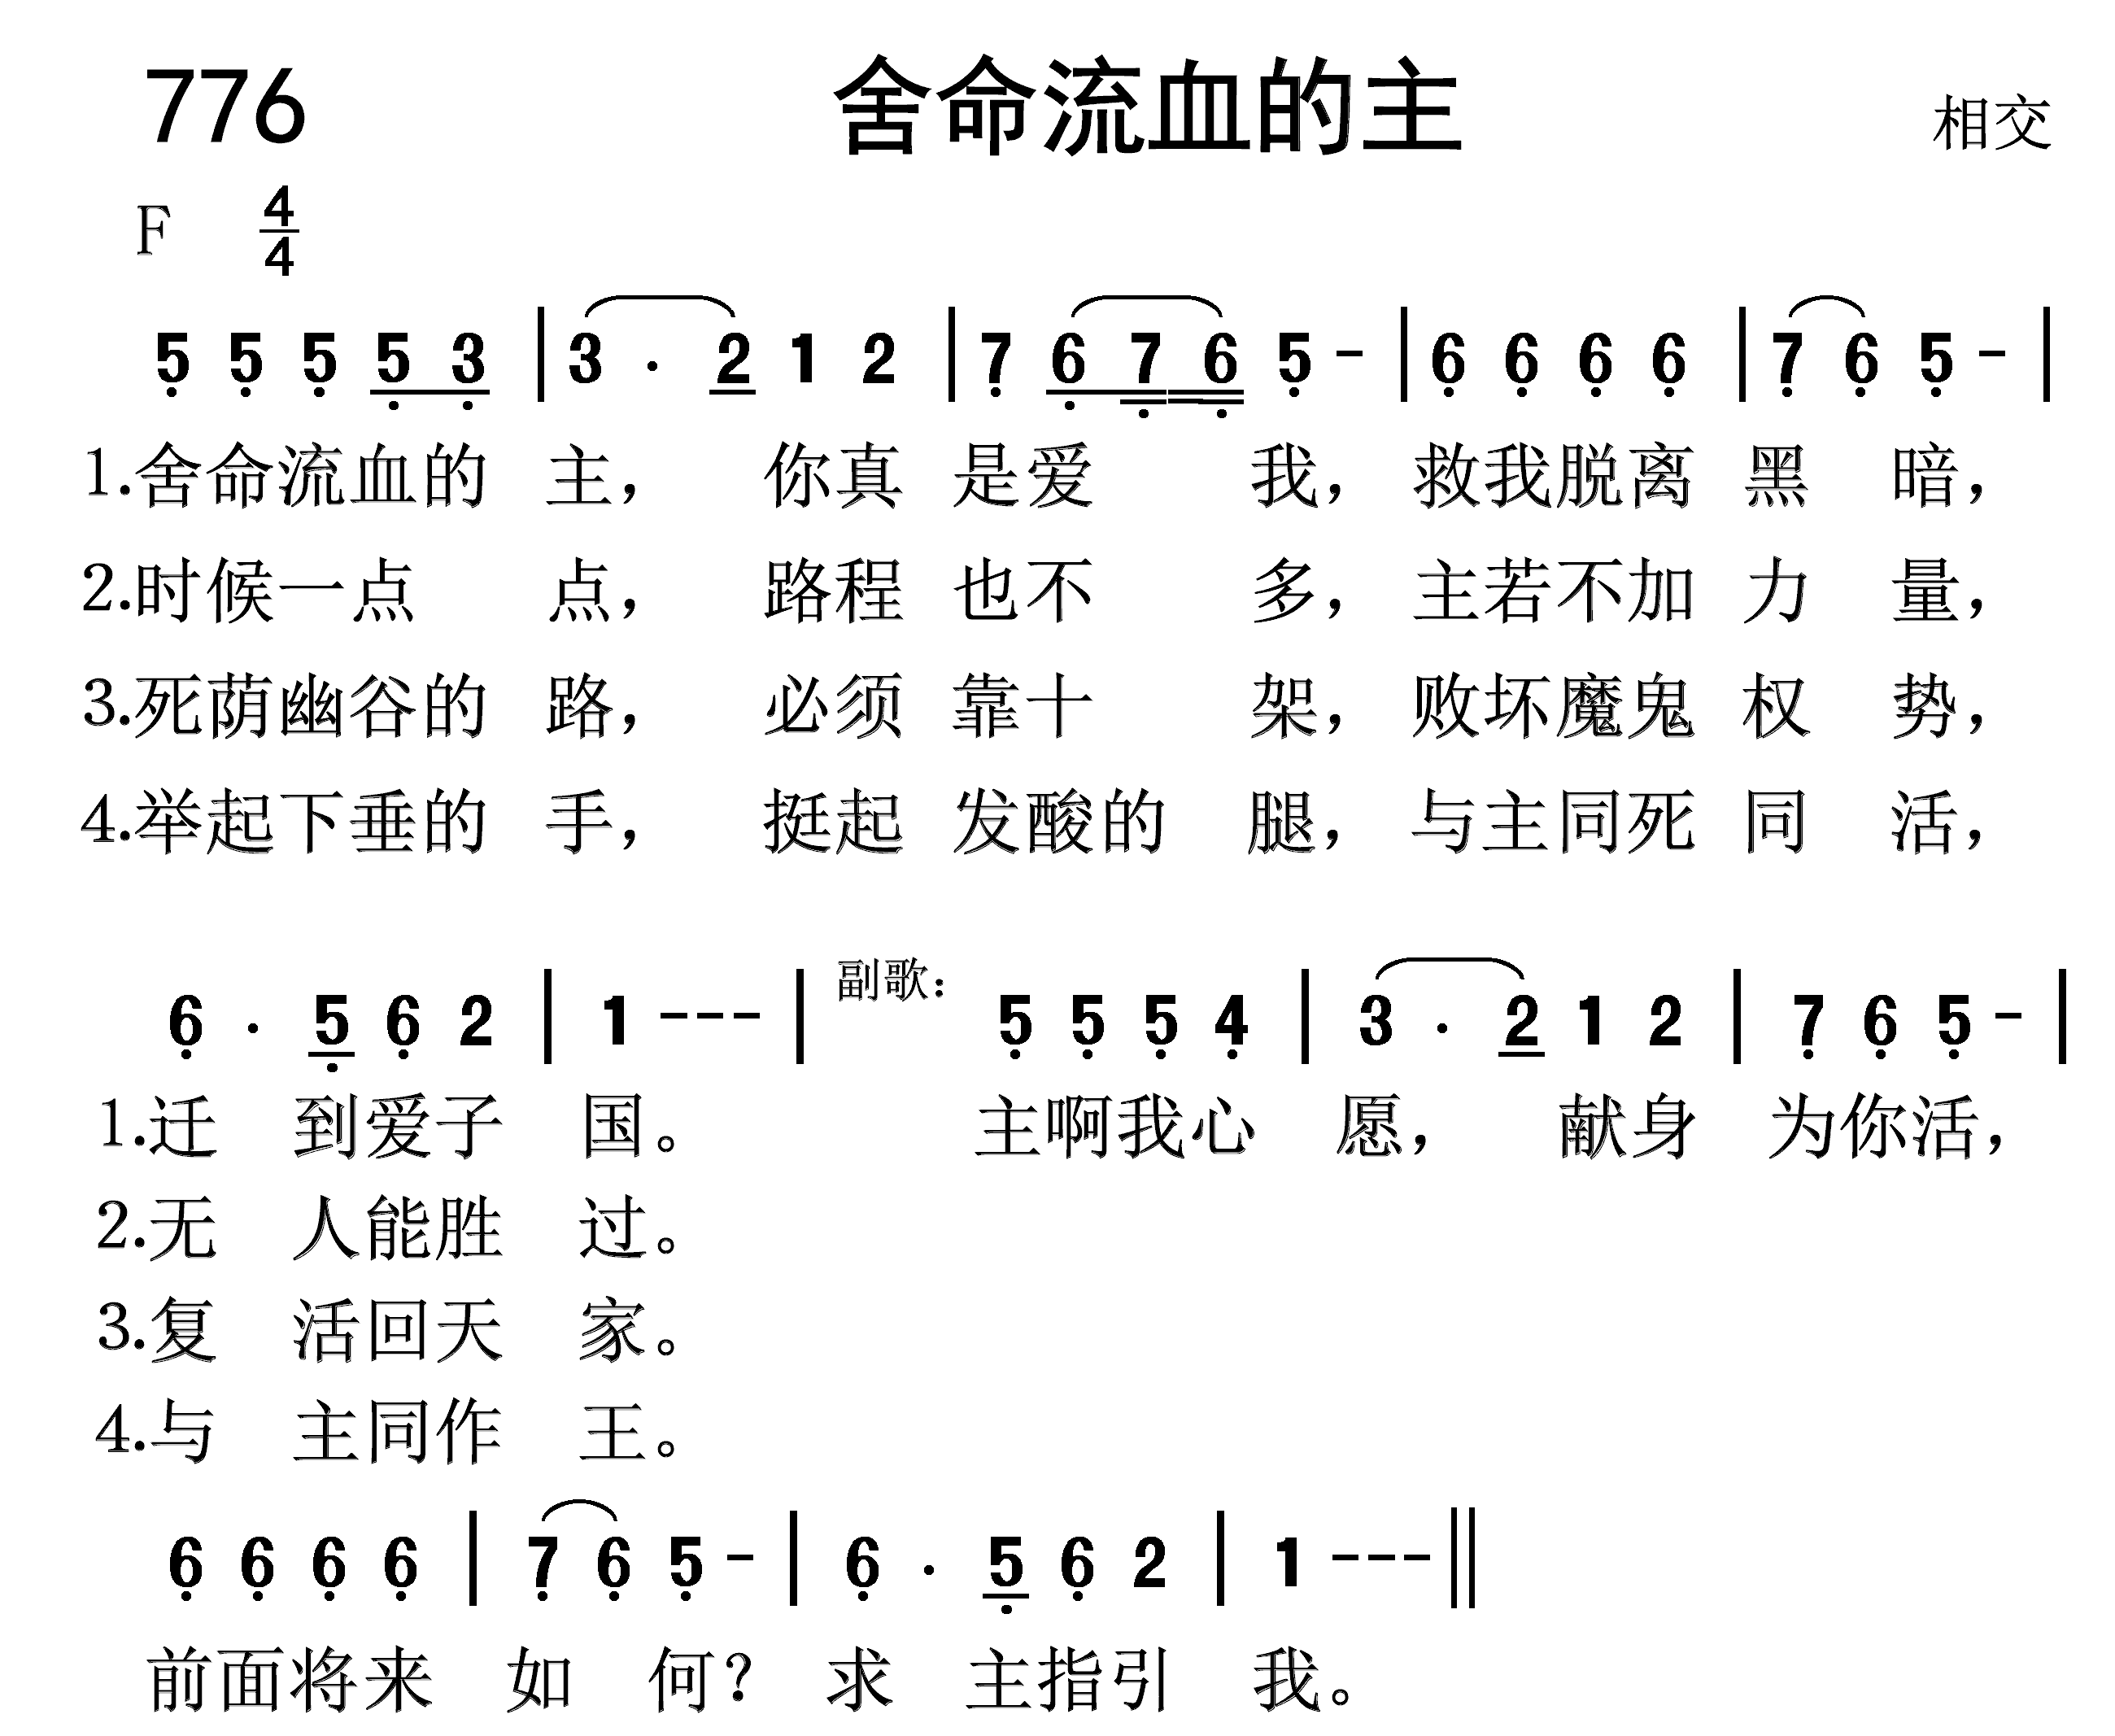 776 舍命流血的主 相交
F 4/4
5 5 5 5 3 | 3 · 2 1 2 | 7 6 7 6 5 - | 6 6 6 6 | 7 6 5 - |
1.舍命流血的 主， 你真 是爱 我， 救我脱离 黑 暗，
2.时候一点 点， 路程 也不 多， 主若不加 力 量，
3.死荫幽谷的 路， 必须 靠十 架， 败坏魔鬼 权 势，
4.举起下垂的 手， 挺起 发酸的 腿， 与主同死 同 活，
6 · 5 6 2 | 1 - - - | 副歌： 5 5 5 4 | 3 · 2 1 2 | 7 6 5 - |
1.迁 到爱子 国。 主啊我心 愿， 献身 为你活，
2.无 人能胜 过。
3.复 活回天 家。
4.与 主同作 王。
6 6 6 6 | 7 6 5 - | 6 · 5 6 2 | 1 - - - ||
前面将来 如 何？ 求 主指引 我。